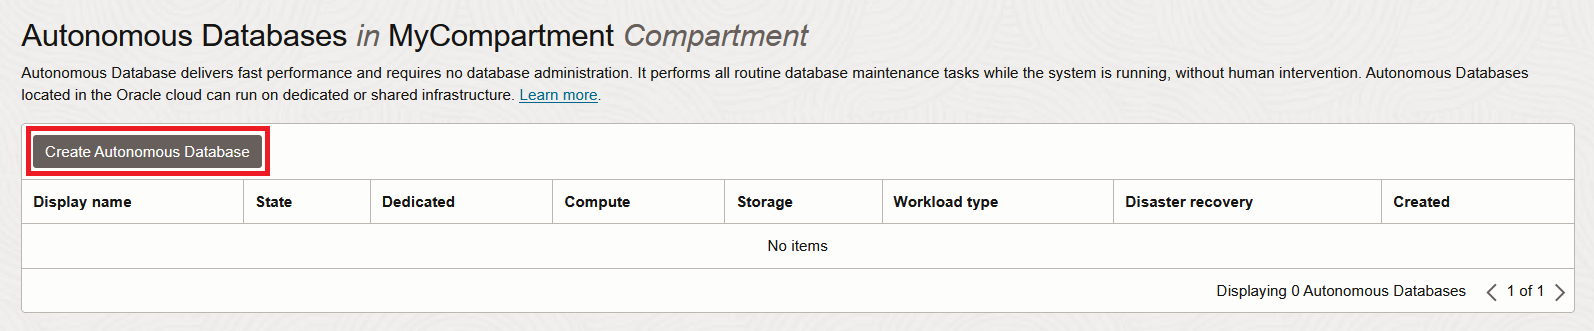 Autonomous Databases in MyCompartment Compartment
Autonomous Database delivers fast performance and requires no database administration. It performs all routine database maintenance tasks while the system is running, without human intervention. Autonomous Databases
located in the Oracle cloud can run on dedicated or shared infrastructure. Learn more.
Create Autonomous Database
Display name State Dedicated Compute Storage Workload type Disaster recovery Created
No items
Displaying 0 Autonomous Databases 1 of 1